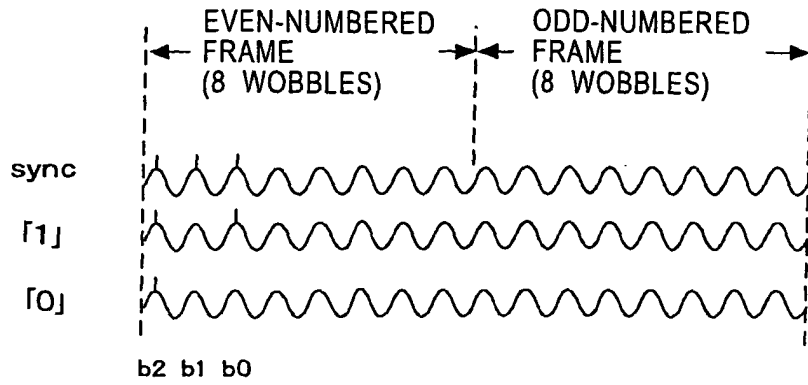 EVEN-NUMBERED
FRAME
(8 WOBBLES)
ODD-NUMBERED
FRAME
(8 WOBBLES)
sync
「1」
「0」
b2 b1 b0